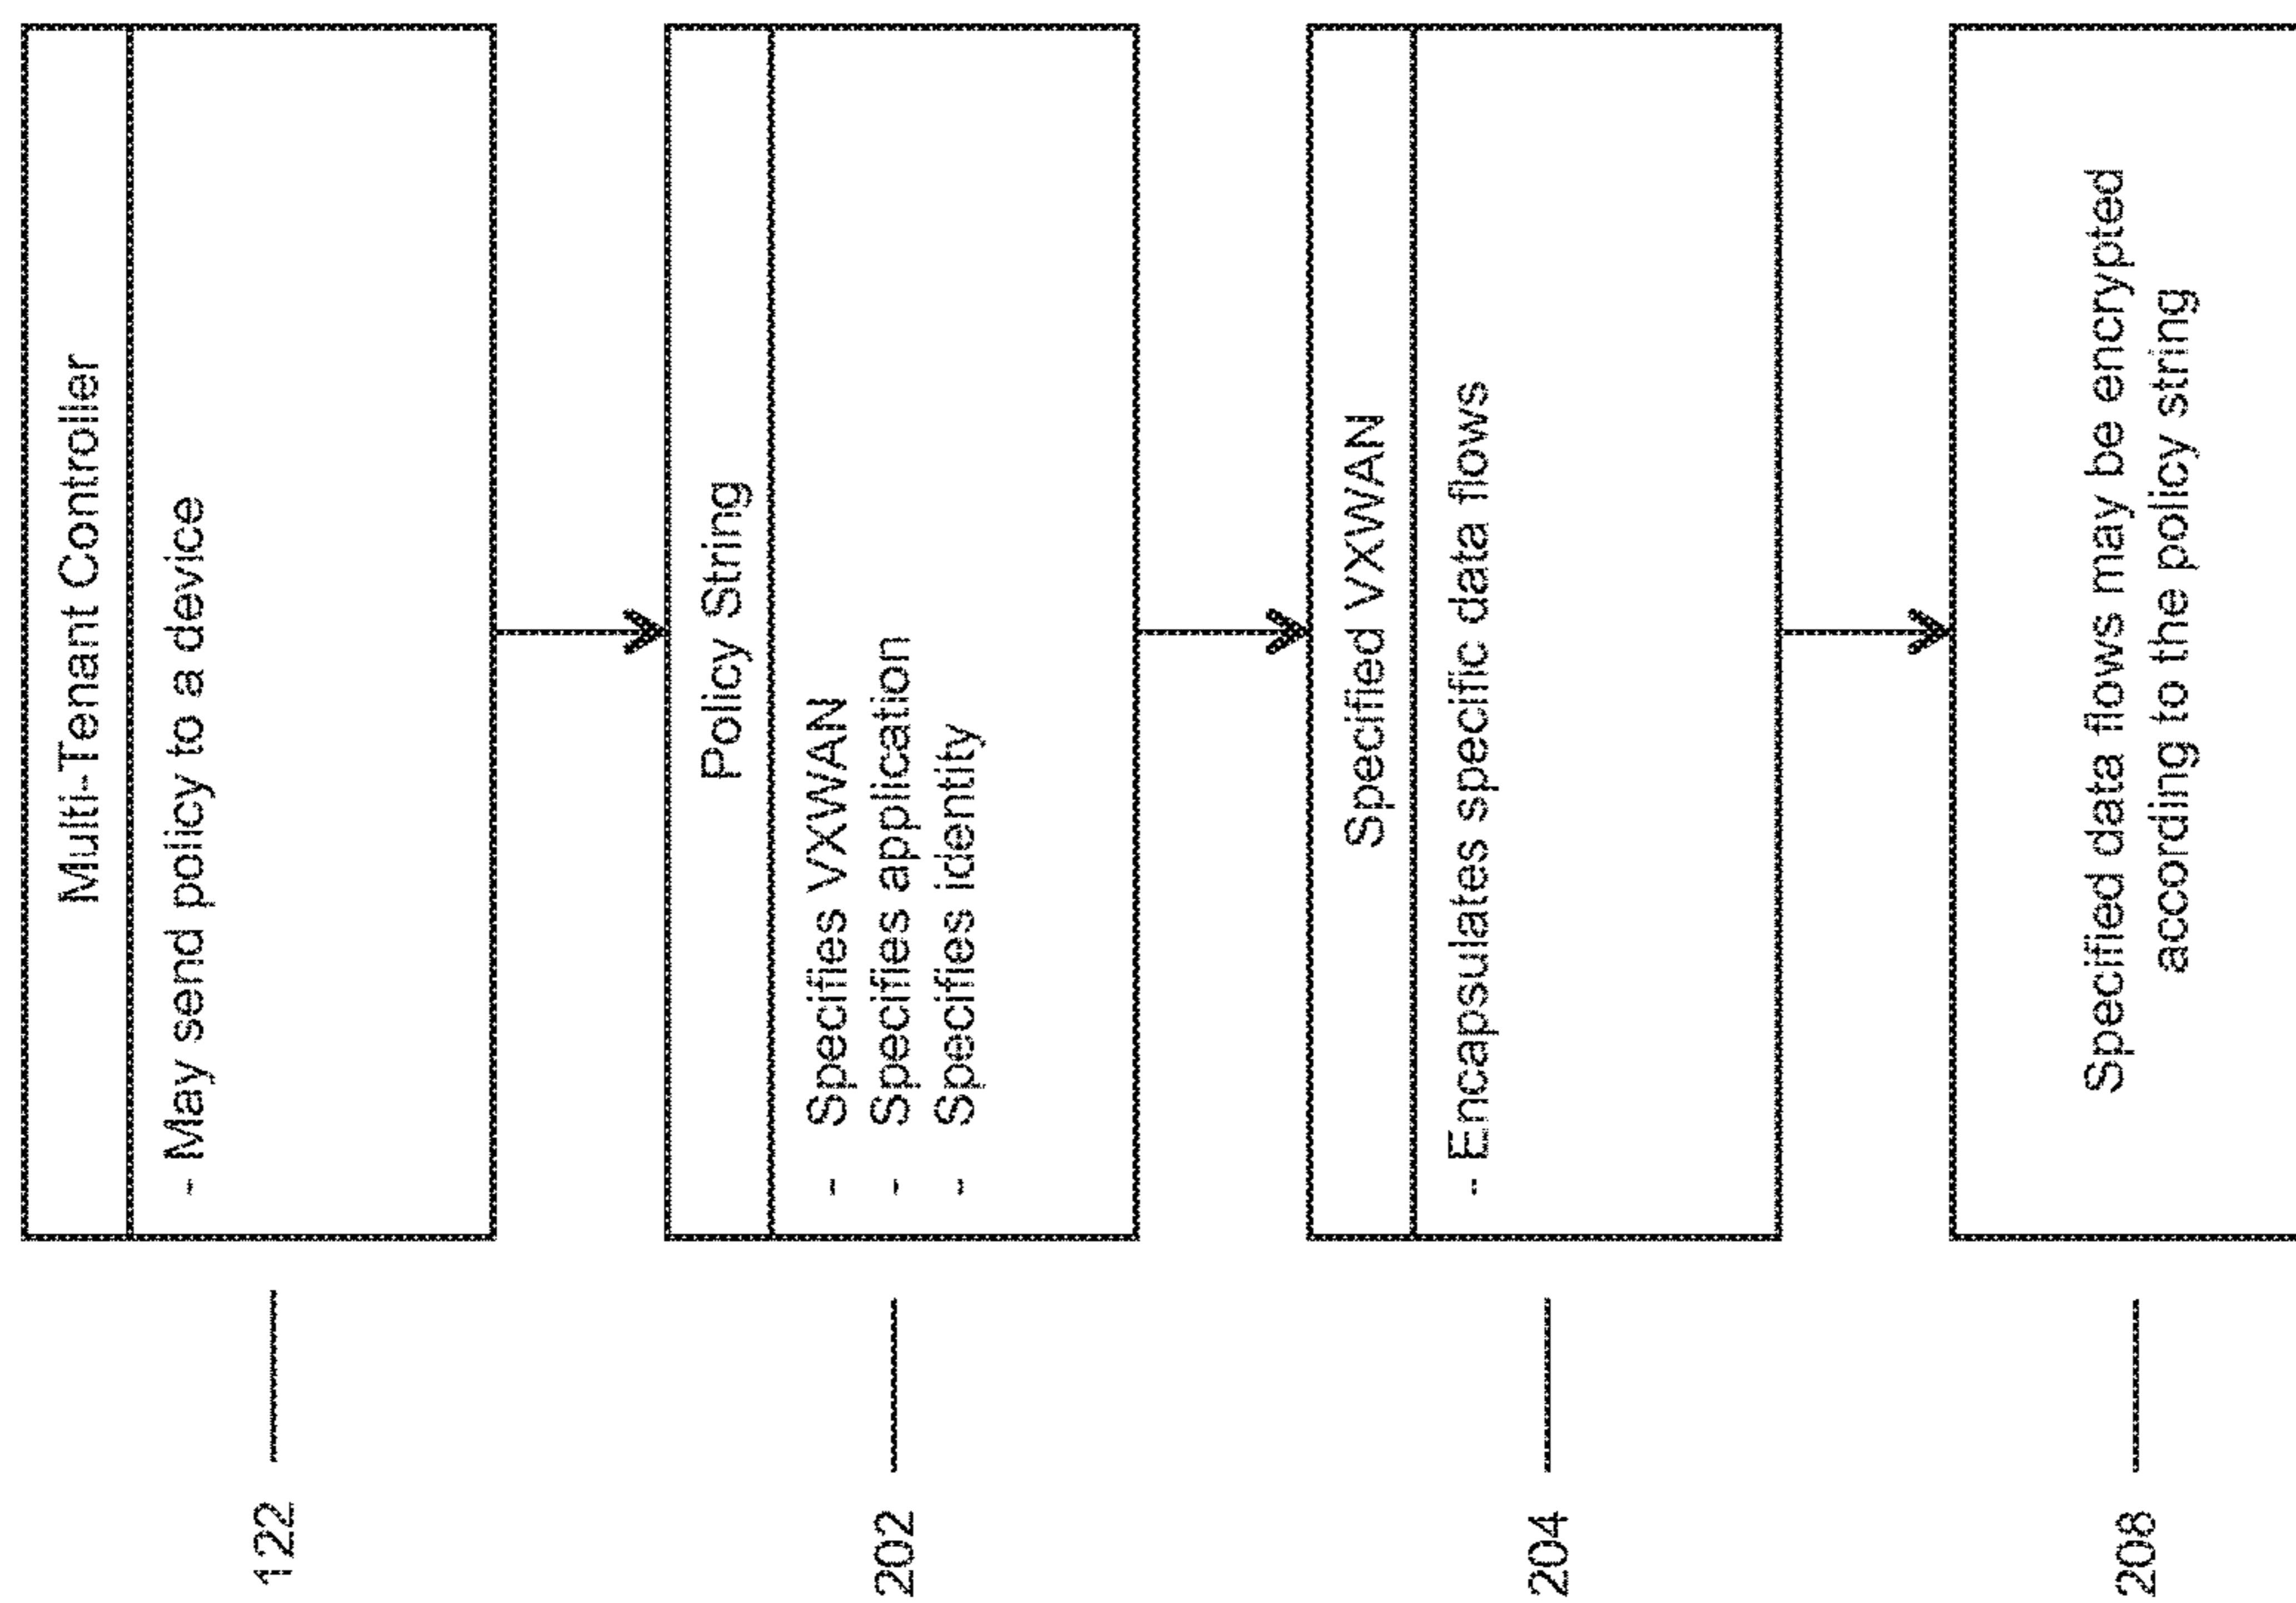 122
Multi-Tenant Controller
- May send policy to a device
202
Policy String
- Specifies VXWAN
- Specifies application
- Specifies identity
204
Specified VXWAN
- Encapsulates specific data flows
208
Specified data flows may be encrypted
according to the policy string